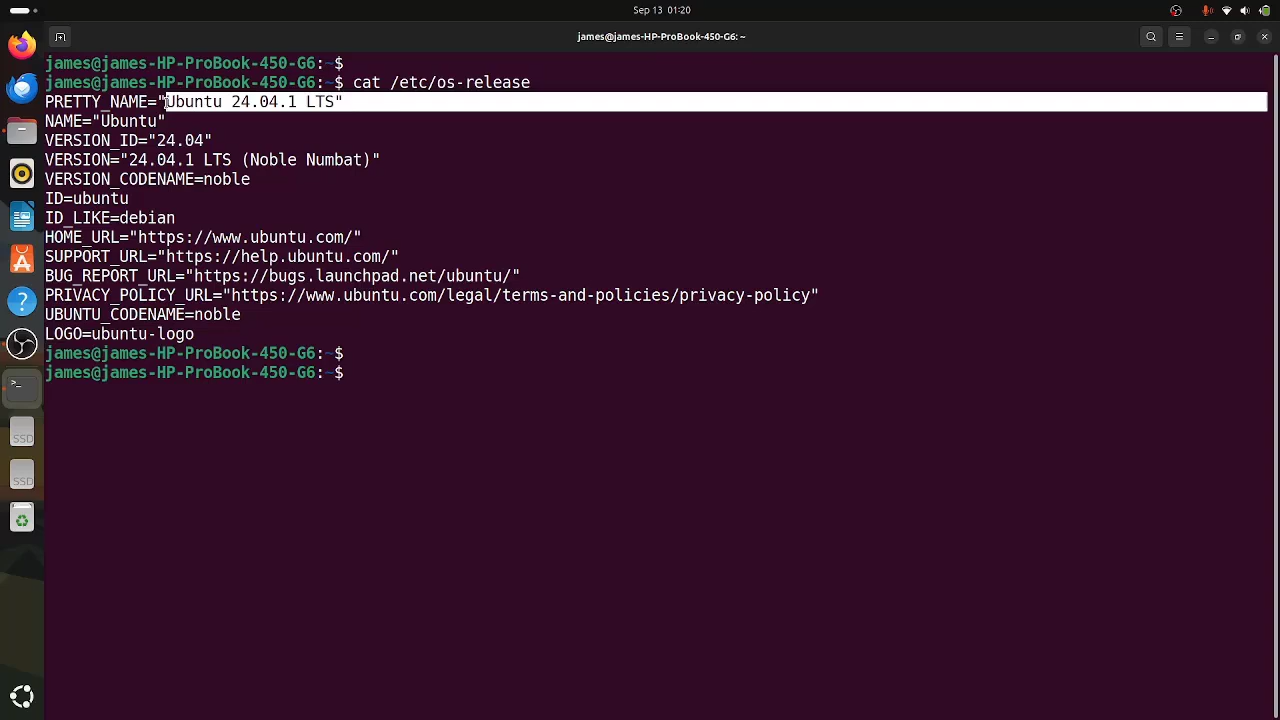 Sep 13 01:20
james@james-HP-ProBook-450-G6: ~
james@james-HP-ProBook-450-G6:~$
james@james-HP-ProBook-450-G6:~$ cat /etc/os-release
PRETTY_NAME="Ubuntu 24.04.1 LTS"
NAME="Ubuntu"
VERSION_ID="24.04"
VERSION="24.04.1 LTS (Noble Numbat)"
VERSION_CODENAME=noble
ID=ubuntu
ID_LIKE=debian
HOME_URL="https://www.ubuntu.com/"
SUPPORT_URL="https://help.ubuntu.com/"
BUG_REPORT_URL="https://bugs.launchpad.net/ubuntu/"
PRIVACY_POLICY_URL="https://www.ubuntu.com/legal/terms-and-policies/privacy-policy"
UBUNTU_CODENAME=noble
LOGO=ubuntu-logo
james@james-HP-ProBook-450-G6:~$
james@james-HP-ProBook-450-G6:~$
SSD
SSD